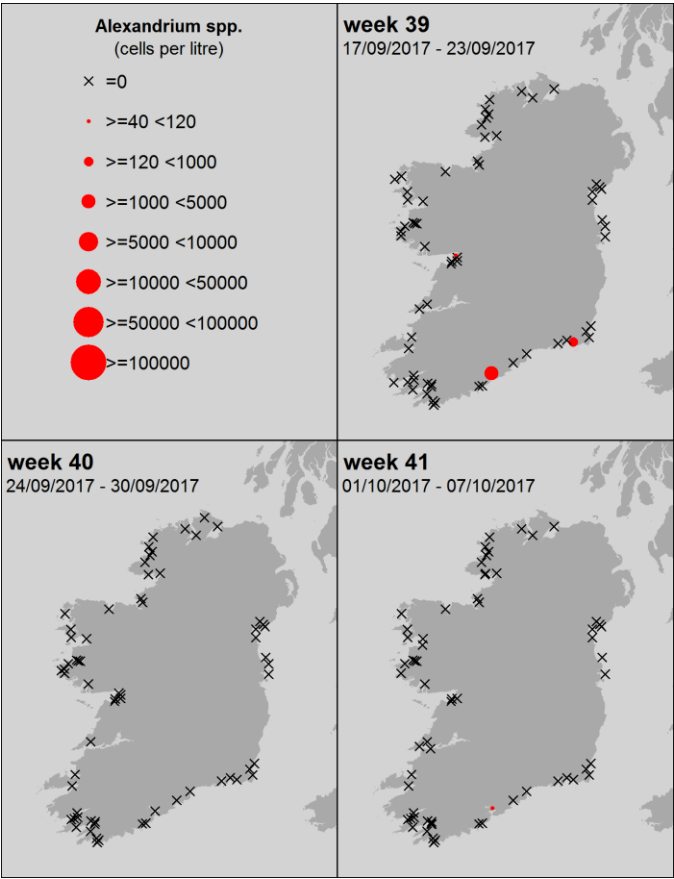 Alexandrium spp.
(cells per litre)
=0
>=40 <120
>=120 <1000
>=1000 <5000
>=5000 <10000
>=10000 <50000
>=50000 <100000
>=100000
week 39
17/09/2017 - 23/09/2017
week 40
24/09/2017 - 30/09/2017
week 41
01/10/2017 - 07/10/2017